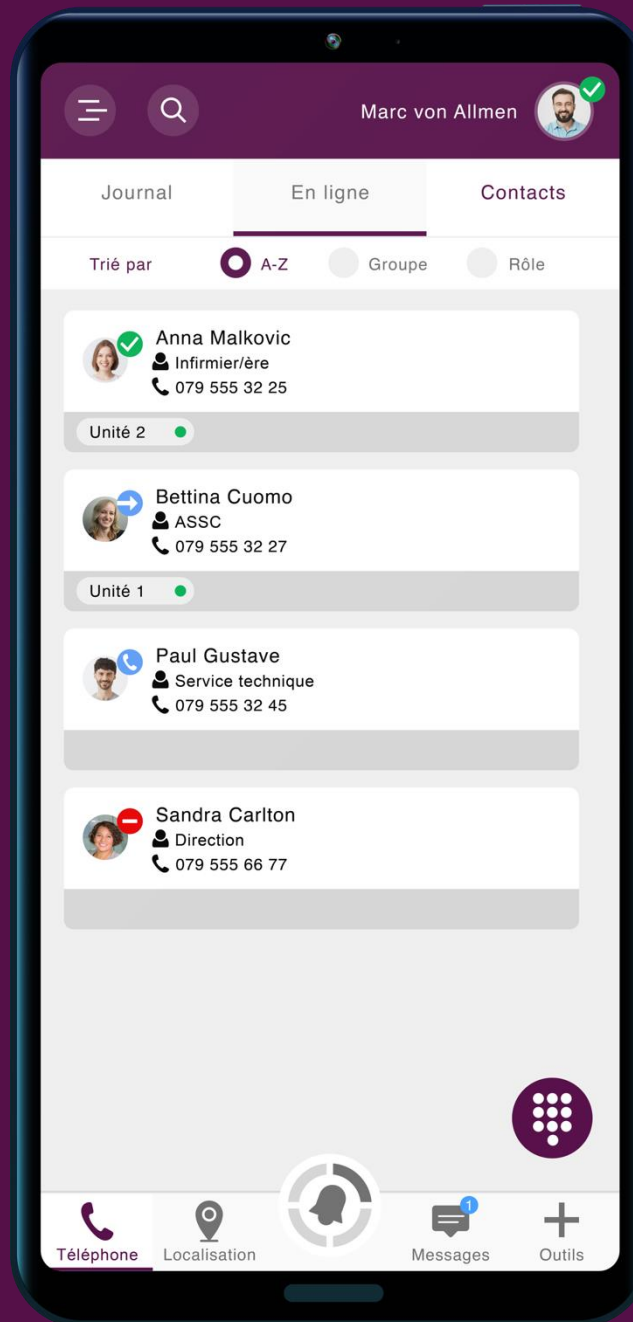 Marc von Allmen
Journal
En ligne
Contacts
Trié par
A-Z
Groupe
Rôle
Anna Malkovic
Infirmier/ère
079 555 32 25
Unité 2
Bettina Cuomo
ASSC
079 555 32 27
Unité 1
Paul Gustave
Service technique
079 555 32 45
Sandra Carlton
Direction
079 555 66 77
1
Téléphone
Localisation
Messages
Outils